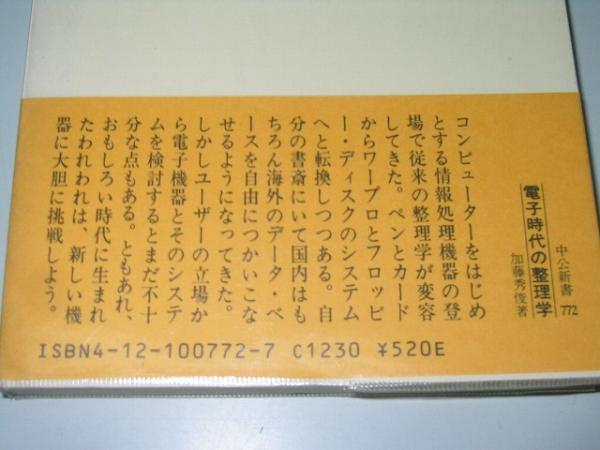 中公新書 772
電子時代の整理学
加藤秀俊著
コンピューターをはじめ
とする情報処理機器の登
場で従来の整理学が変容
してきた。ペンとカード
からワープロとフロッピ
ー・ディスクのシステム
へと転換しつつある。自
分の書斎にいて国内はも
ちろん海外のデータ・ベ
ースを自由につかいこな
せるようになってきた。
しかしユーザーの立場か
ら電子機器とそのシステ
ムを検討するとまだ不十
分な点もある。ともあれ、
おもしろい時代に生まれ
たわれわれは、新しい機
器に大胆に挑戦しよう。
ISBN4-12-100772-7 C1230 ¥520E